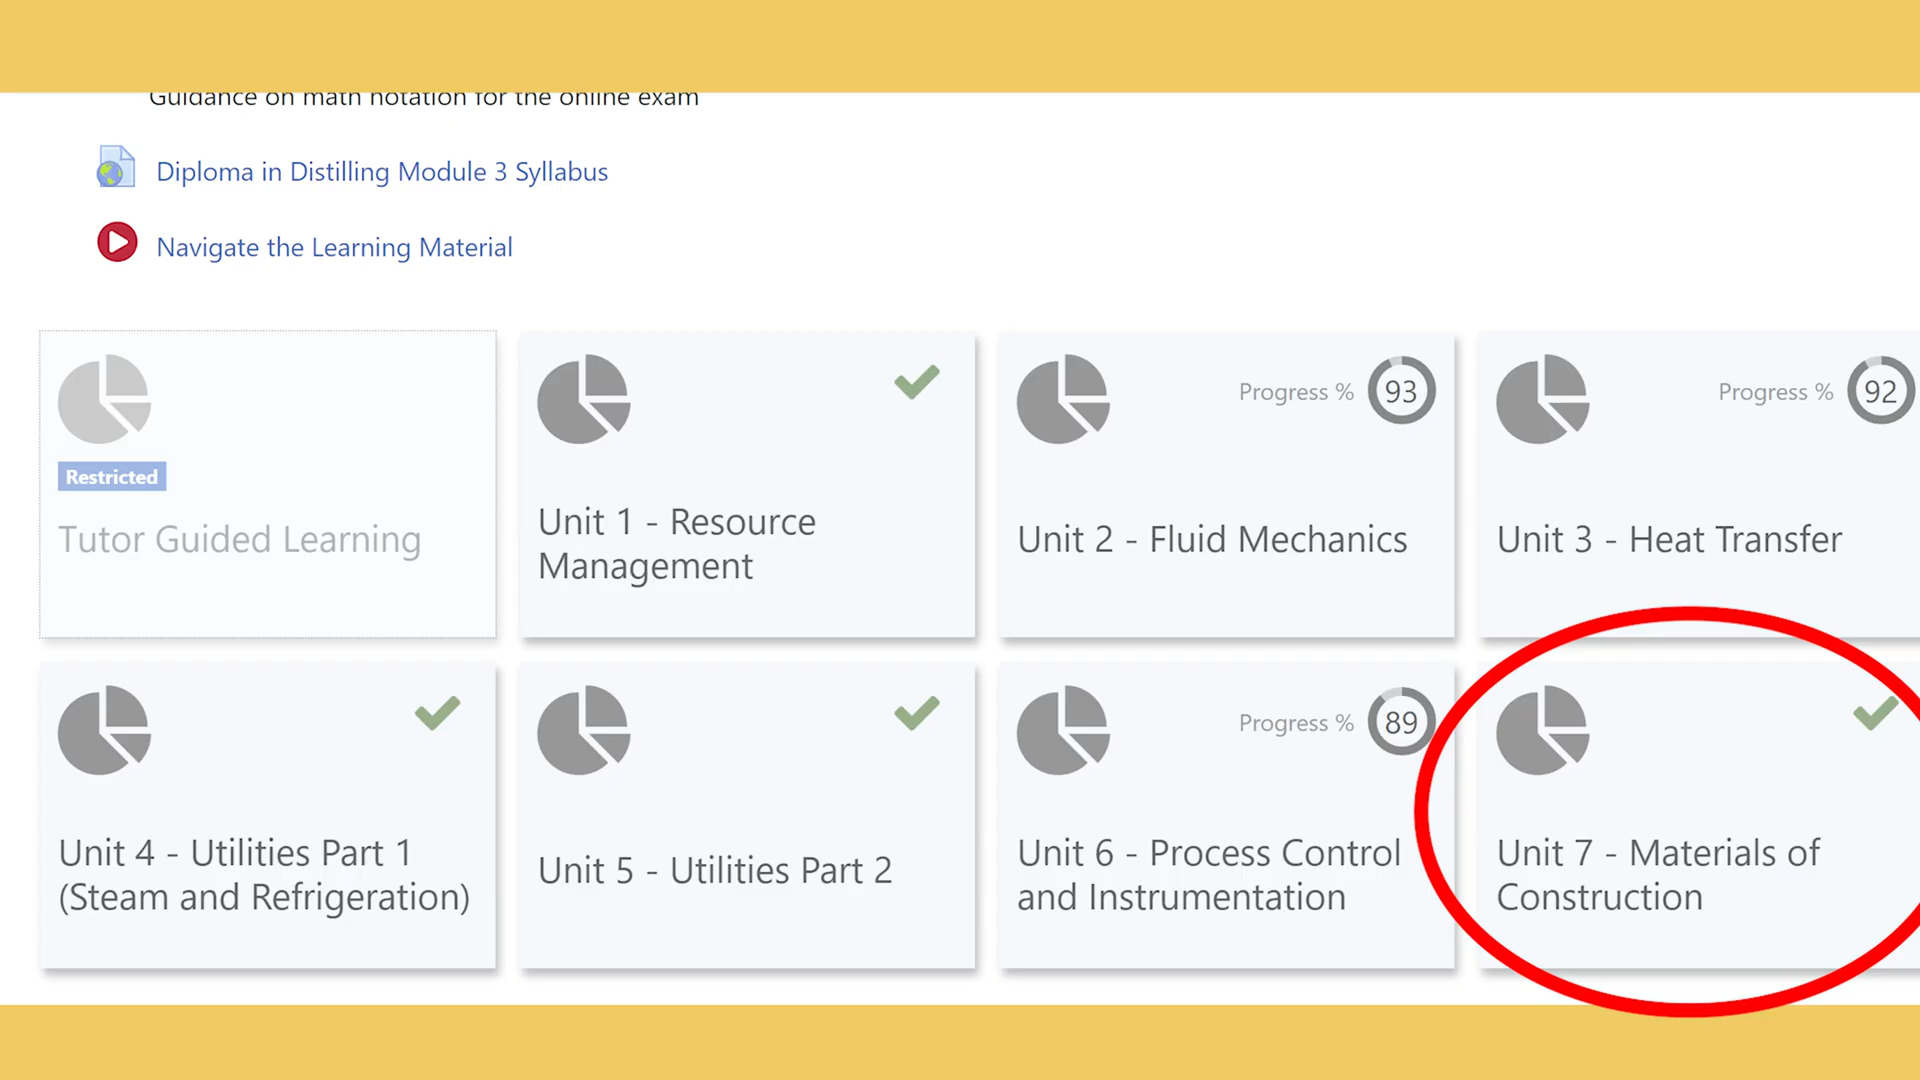 Guidance on math notation for the online exam
Diploma in Distilling Module 3 Syllabus
Navigate the Learning Material
Restricted
Tutor Guided Learning
Unit 1 - Resource
Management
Progress % 93
Unit 2 - Fluid Mechanics
Progress % 92
Unit 3 - Heat Transfer
Unit 4 - Utilities Part 1
(Steam and Refrigeration)
Unit 5 - Utilities Part 2
Progress % 89
Unit 6 - Process Control
and Instrumentation
Unit 7 - Materials of
Construction